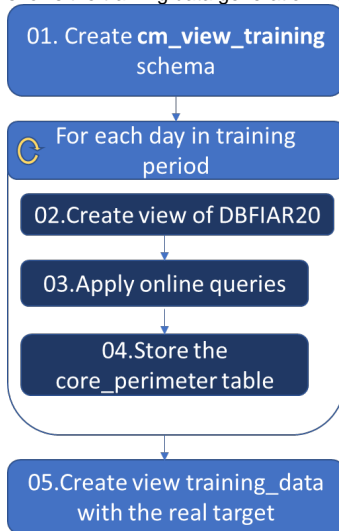 01. Create cm_view_training
schema
For each day in training
period
02.Create view of DBFIAR20
03.Apply online queries
04.Store the
core_perimeter table
05.Create view training_data
with the real target